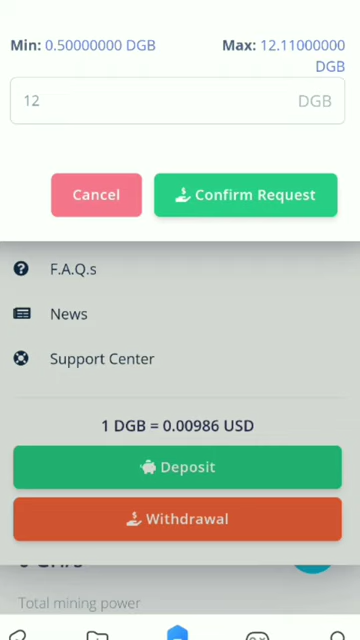 Min: 0.50000000 DGB
Max: 12.11000000
DGB
12
DGB
Cancel
Confirm Request
F.A.Q.s
News
Support Center
1 DGB = 0.00986 USD
Deposit
Withdrawal
Total mining power